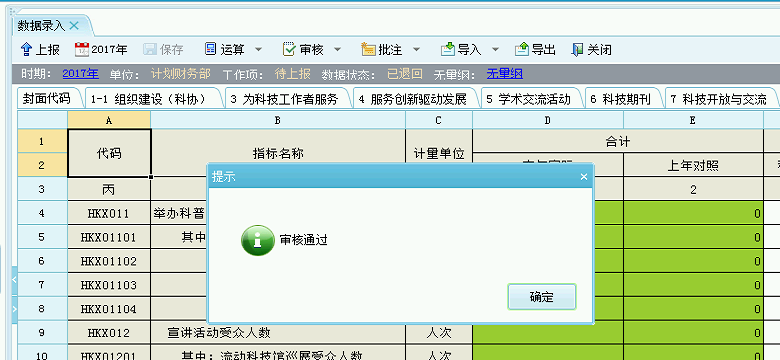 数据录入
上报 2017年 保存 运算 审核 批注 导入 导出 关闭
时期: 2017年 单位: 计划财务部 工作项: 待上报 数据状态: 已退回 无量纲: 无量纲
封面代码 1-1 组织建设（科协） 3 为科技工作者服务 4 服务创新驱动发展 5 学术交流活动 6 科技期刊 7 科技开放与交流
A B C D E
1 代码 指标名称 计量单位 合计
2 上年对照
3 丙 2
提示
审核通过
确定
4 HKX011 举办科普 0
5 HKX01101 其中 0
6 HKX01102 0
7 HKX01103 0
8 HKX01104 0
9 HKX012 宣讲活动受众人数 人次 0
10 HKX01201 其中：流动科技馆巡展受众人数 人次 0